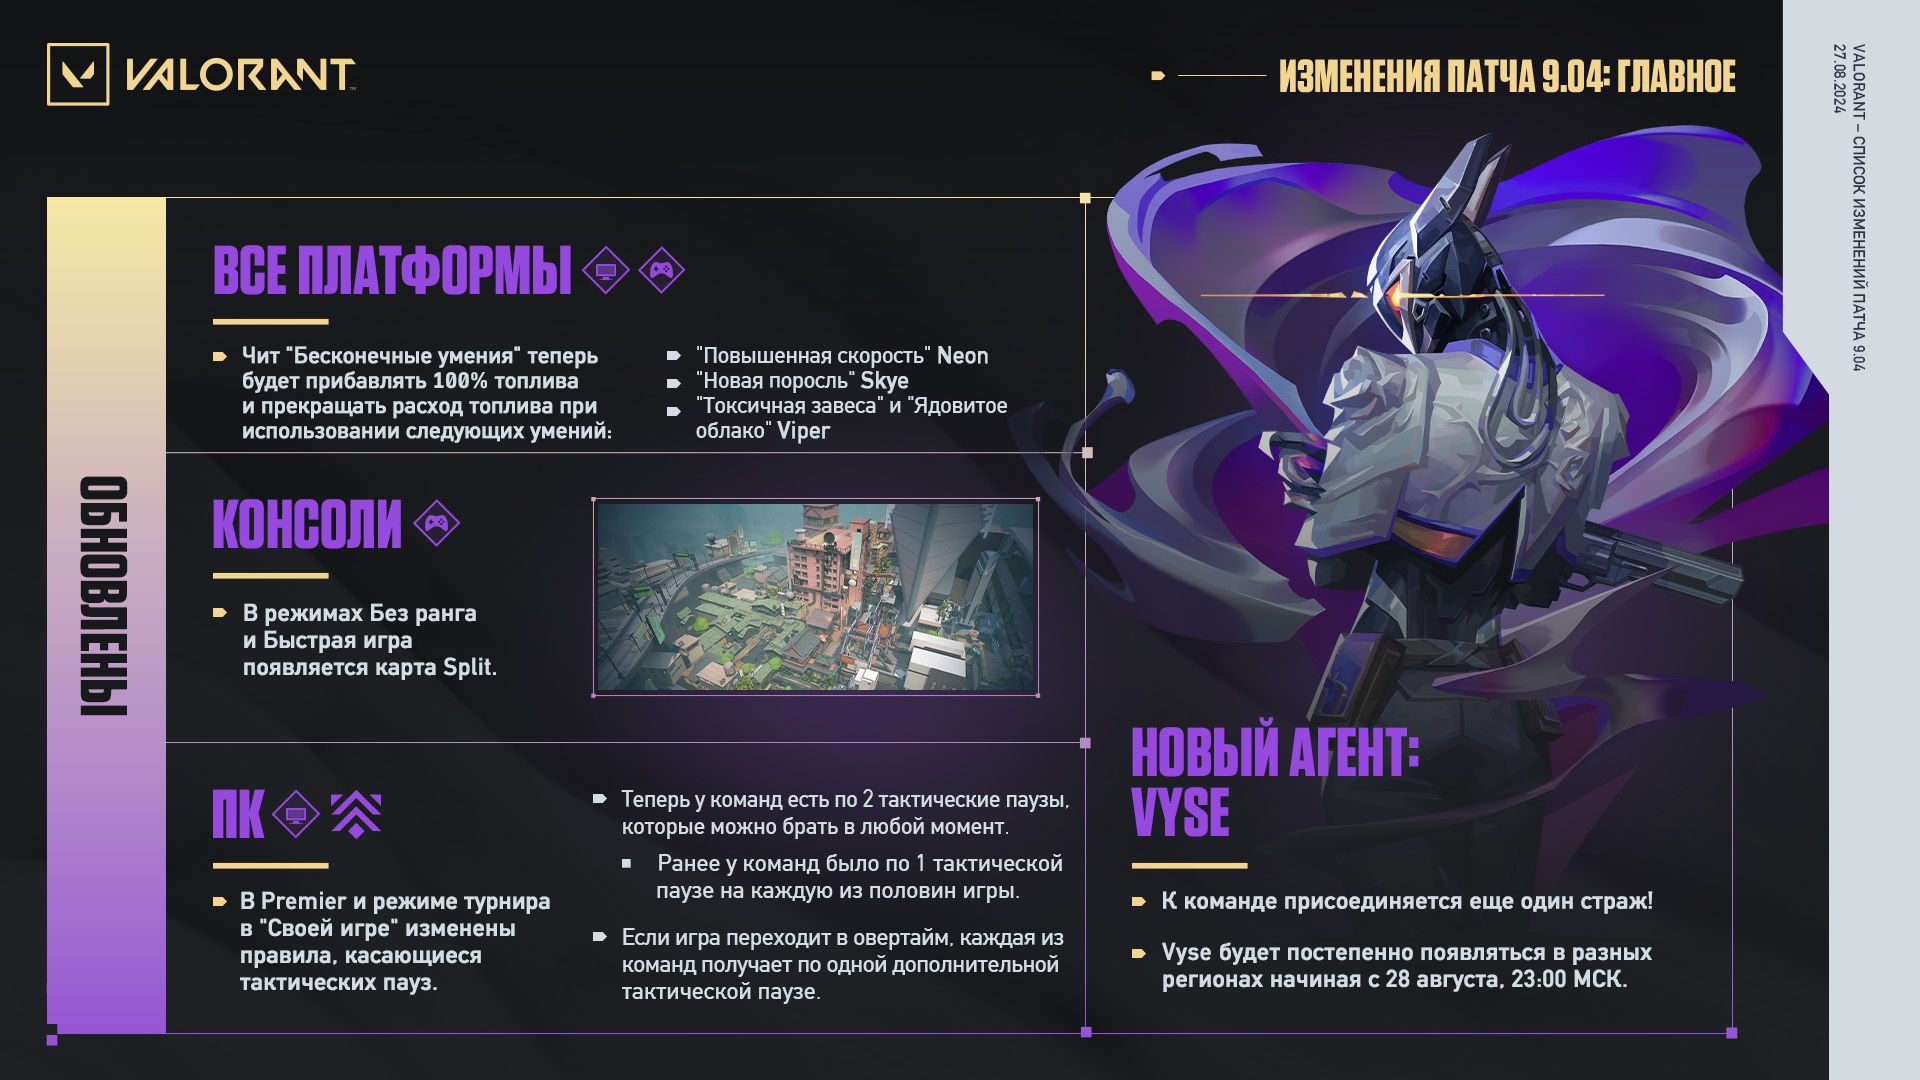 VALORANT
ИЗМЕНЕНИЯ ПАТЧА 9.04: ГЛАВНОЕ
VALORANT – СПИСОК ИЗМЕНЕНИЙ ПАТЧА 9.04
27.08.2024
ОБНОВЛЕНЫ
ВСЕ ПЛАТФОРМЫ
Чит "Бесконечные умения" теперь
будет прибавлять 100% топлива
и прекращать расход топлива при
использовании следующих умений:
"Повышенная скорость" Neon
"Новая поросль" Skye
"Токсичная завеса" и "Ядовитое
облако" Viper
КОНСОЛИ
В режимах Без ранга
и Быстрая игра
появляется карта Split.
ПК
В Premier и режиме турнира
в "Своей игре" изменены
правила, касающиеся
тактических пауз.
Теперь у команд есть по 2 тактические паузы,
которые можно брать в любой момент.
Ранее у команд было по 1 тактической
паузе на каждую из половин игры.
Если игра переходит в овертайм, каждая из
команд получает по одной дополнительной
тактической паузе.
НОВЫЙ АГЕНТ:
VYSE
К команде присоединяется еще один страж!
Vyse будет постепенно появляться в разных
регионах начиная с 28 августа, 23:00 МСК.